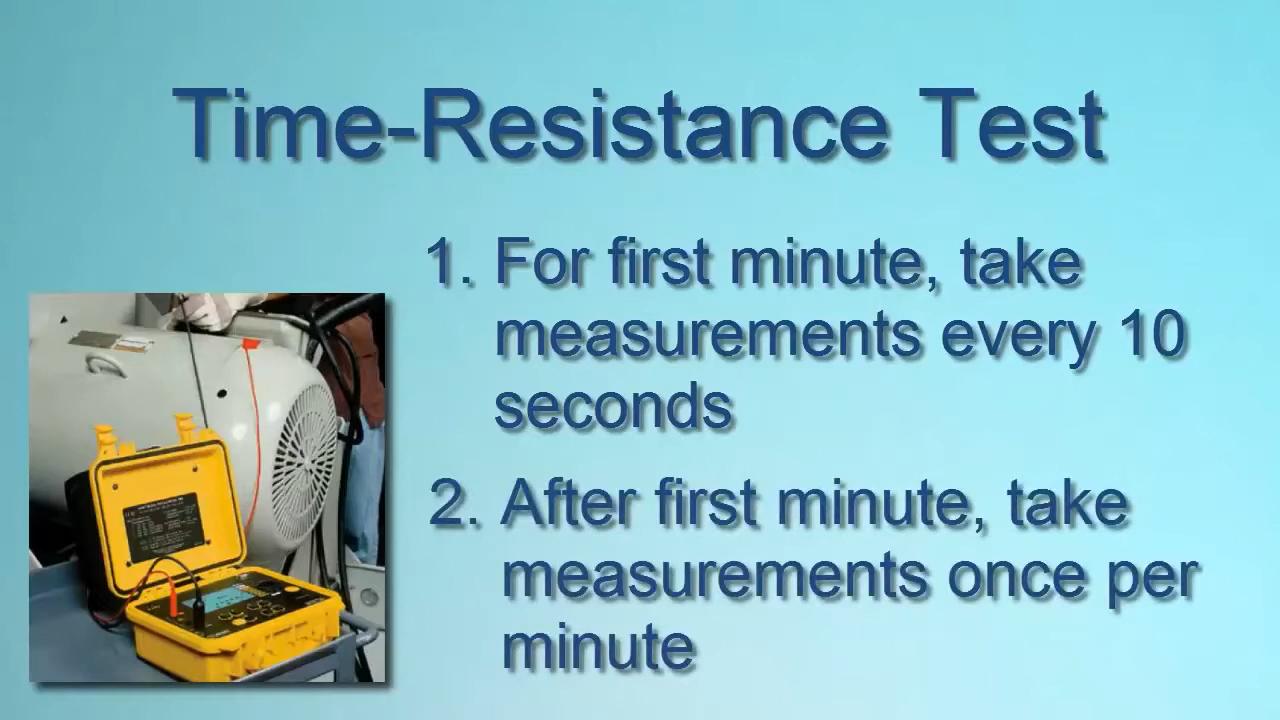 Time-Resistance Test
1. For first minute, take
measurements every 10
seconds
2. After first minute, take
measurements once per
minute